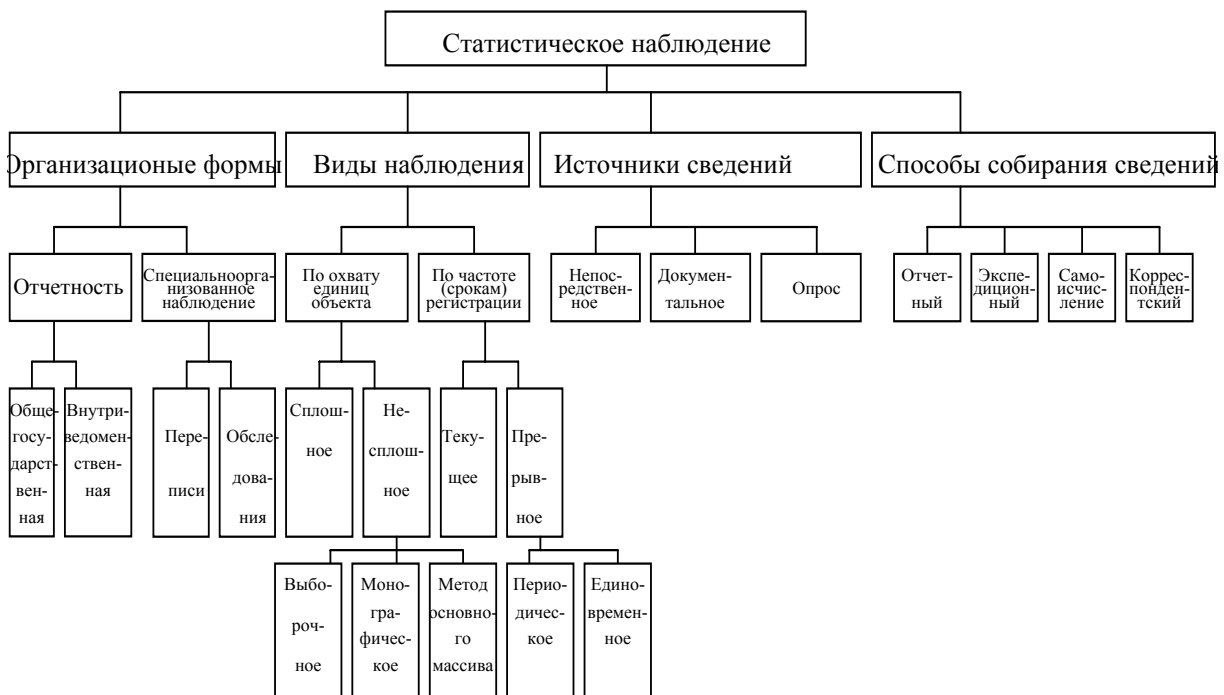 Статистическое наблюдение
Организационые формы
Виды наблюдения
Источники сведений
Способы собирания сведений
Отчетность
Специальноорга-
низованное
наблюдение
По охвату
единиц
объекта
По частоте
(срокам)
регистрации
Непос-
редствен-
ное
Докумен-
тальное
Опрос
Отчет-
ный
Экспе-
диционный
ный
Само-
исчис-
ление
Коррес-
понден-
тский
Обще-
госу-
дарст-
вен-
ная
Внутри-
ведомен-
ствен-
ная
Пере-
писи
Обсле-
дова-
ния
Сплош-
ное
Не-
сплош-
ное
Теку-
щее
Пре-
рыв-
ное
Выбо-
роч-
ное
Моно-
гра-
фичес-
кое
Метод
основно-
го
массива
Перио-
дичес-
кое
Едино-
времен-
ное